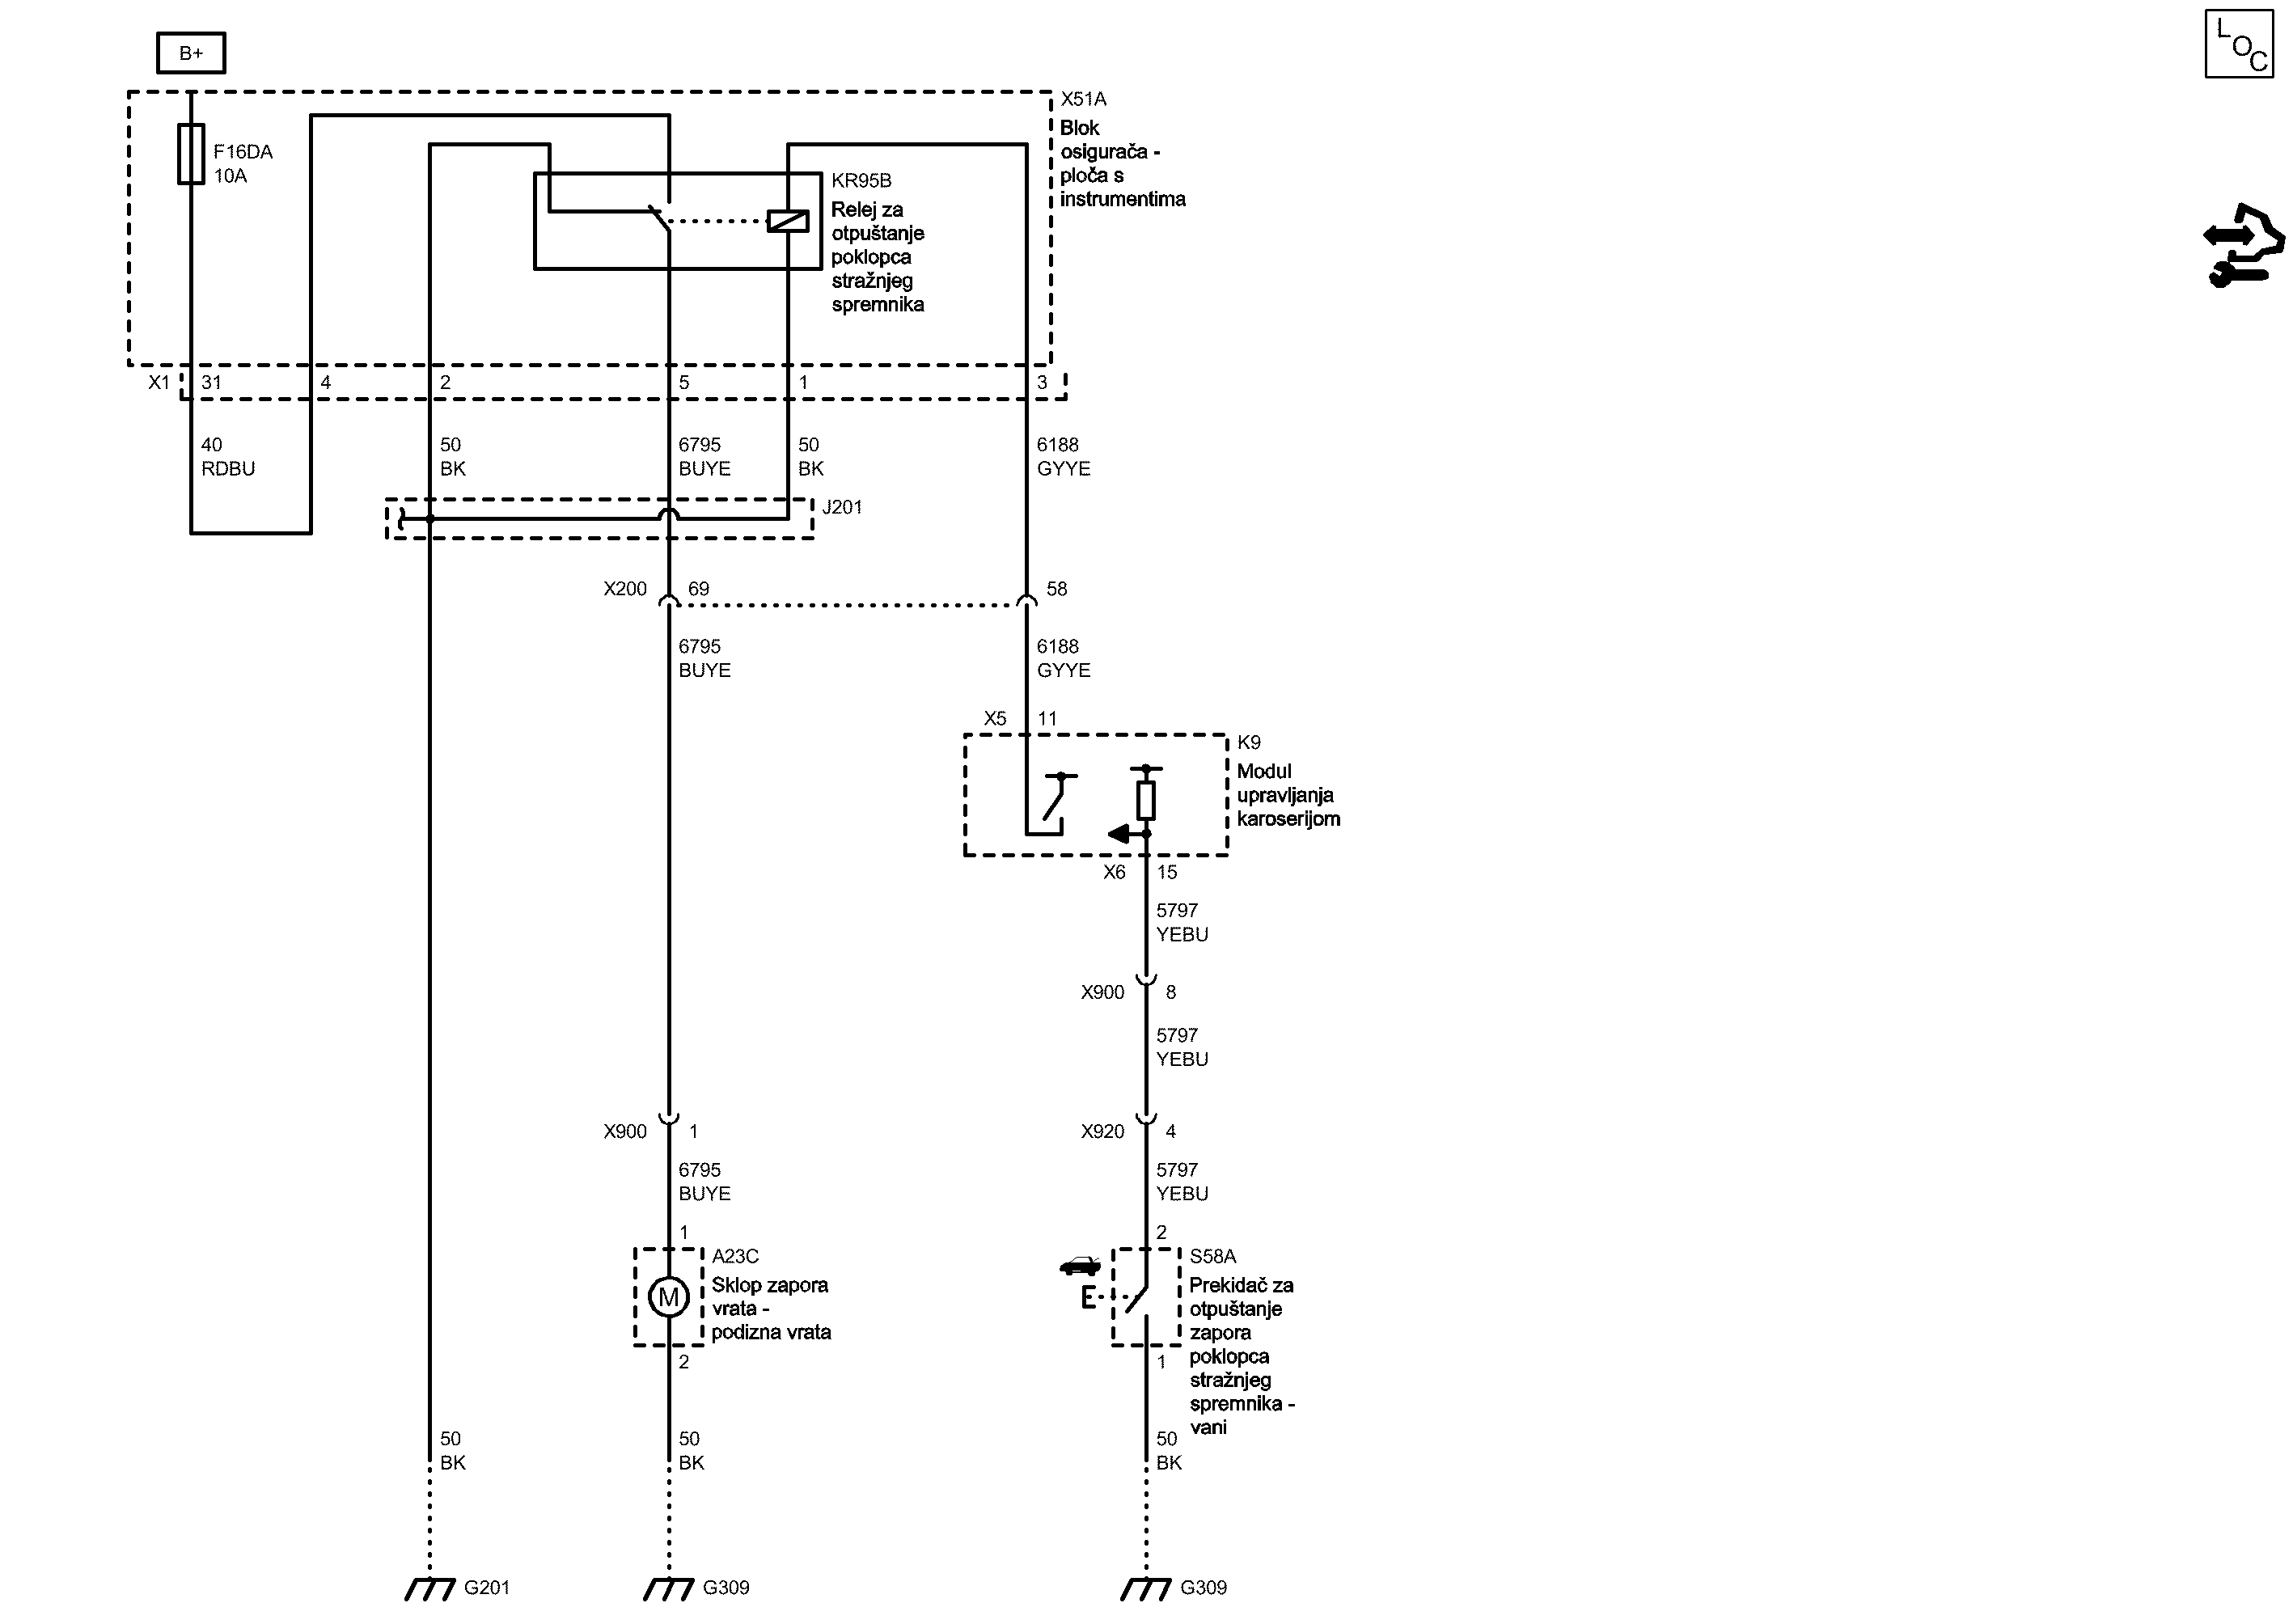 B+
LOC
X51A
Blok
osigurača -
ploča s
instrumentima
F16DA
10A
KR95B
Relej za
otpuštanje
poklopca
stražnjeg
spremnika
X1 31 4 2 5 1 3
40 50 6795 50 6188
RDBU BK BUYE BK GYYE
J201
X200 69 58
6795 6188
BUYE GYYE
X5 11
K9
Modul
upravljanja
karoserijom
X6 15
5797
YEBU
X900 8
5797
YEBU
X900 1 X920 4
6795 5797
BUYE YEBU
1 2
A23C
Sklop zapora
vrata -
podizna vrata
M
2
S58A
Prekidač za
otpuštanje
zapora
poklopca
stražnjeg
spremnika -
vani
E
1
50 50 50
BK BK BK
G201 G309 G309